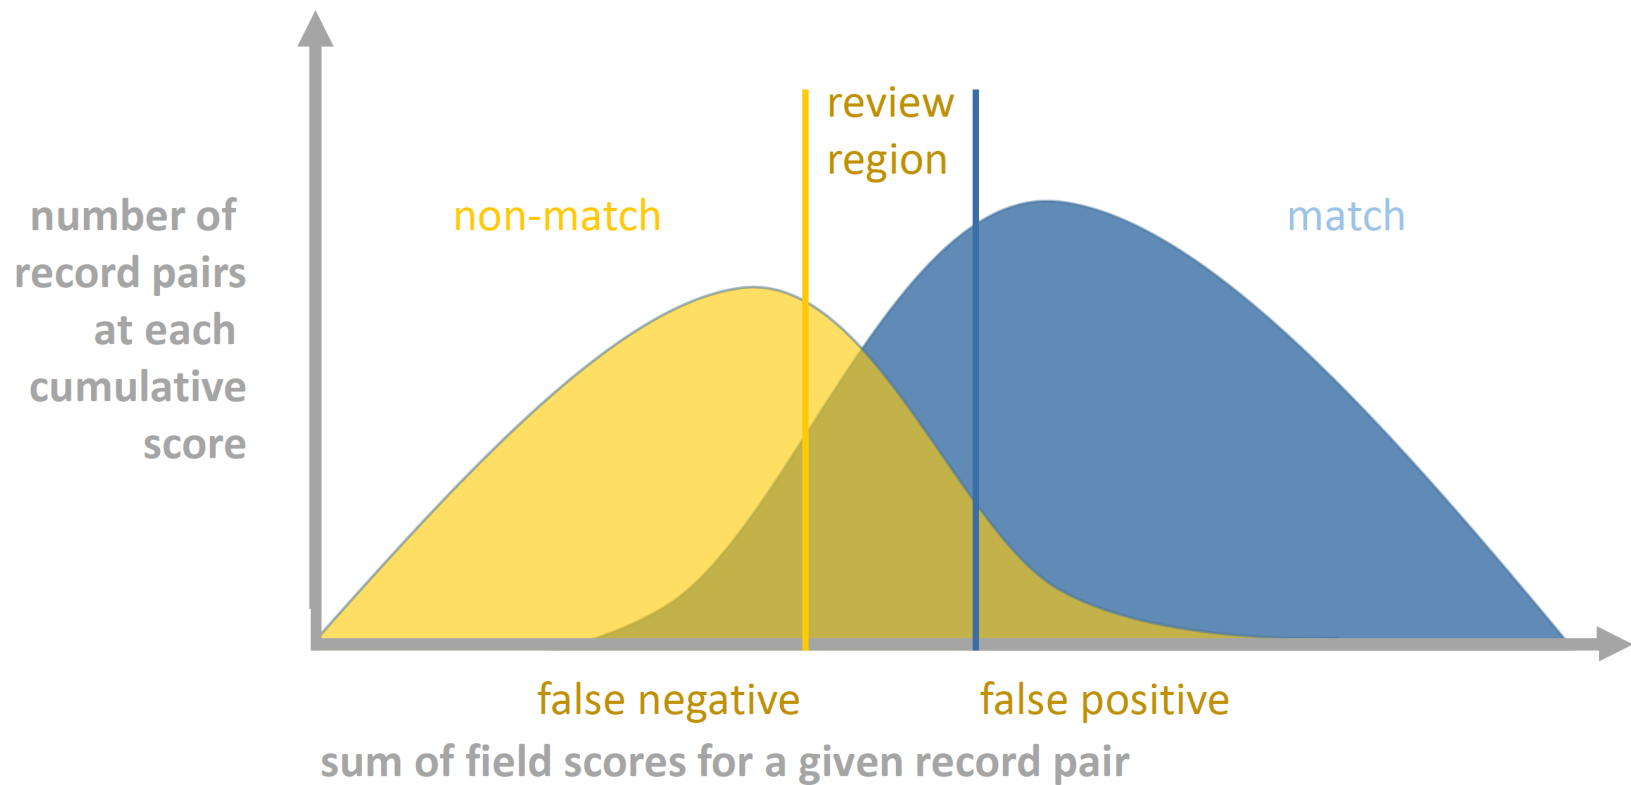 review
region
number of
record pairs
at each
cumulative
score
non-match
match
false negative
false positive
sum of field scores for a given record pair